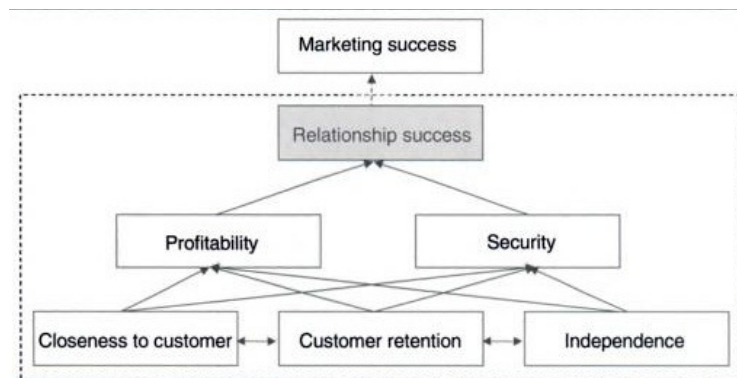 Marketing success
Relationship success
Profitability
Security
Closeness to customer
Customer retention
Independence